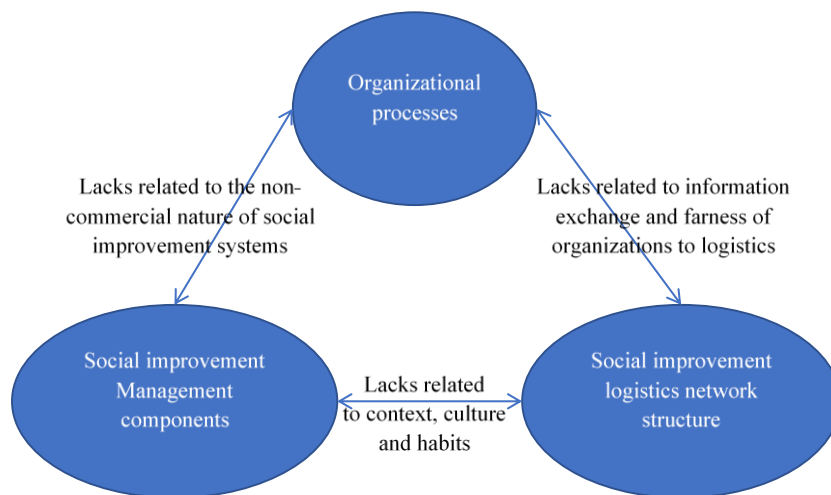 Organizational
processes
Lacks related to the non-
commercial nature of social
improvement systems
Lacks related to information
exchange and farness of
organizations to logistics
Social improvement
Management
components
Lacks related
to context, culture
and habits
Social improvement
logistics network
structure